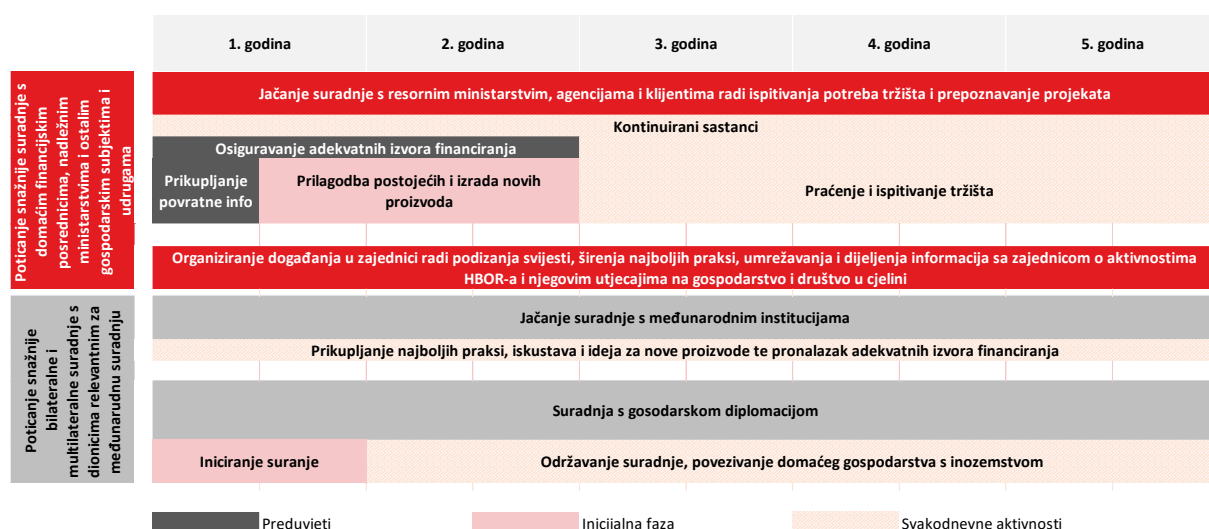 1. godina
2. godina
3. godina
4. godina
5. godina
Poticanje snažnije suradnje s
domaćim financijskim
posrednicima, nadležnim
ministarstvima i ostalim
gospodarskim subjektima i
udrugama
Jačanje suradnje s resornim ministarstvim, agencijama i klijentima radi ispitivanja potreba tržišta i prepoznavanje projekata
Kontinuirani sastanci
Osiguravanje adekvatnih izvora financiranja
Prikupljanje
povratne info
Prilagodba postojećih i izrada novih
proizvoda
Praćenje i ispitivanje tržišta
Organiziranje događanja u zajednici radi podizanja svijesti, širenja najboljih praksi, umrežavanja i dijeljenja informacija sa zajednicom o aktivnostima
HBOR-a i njegovim utjecajima na gospodarstvo i društvo u cjelini
Poticanje snažnije
bilateralne i
multilateralne suradnje s
dionicima relevantnim za
međunarudnu suradnju
Jačanje suradnje s međunarodnim institucijama
Prikupljanje najboljih praksi, iskustava i ideja za nove proizvode te pronalazak adekvatnih izvora financiranja
Suradnja s gosodarskom diplomacijom
Iniciranje suranje
Održavanje suradnje, povezivanje domaćeg gospodarstva s inozemstvom
Preduvjeti
Inicijalna faza
Svakodnevne aktivnosti